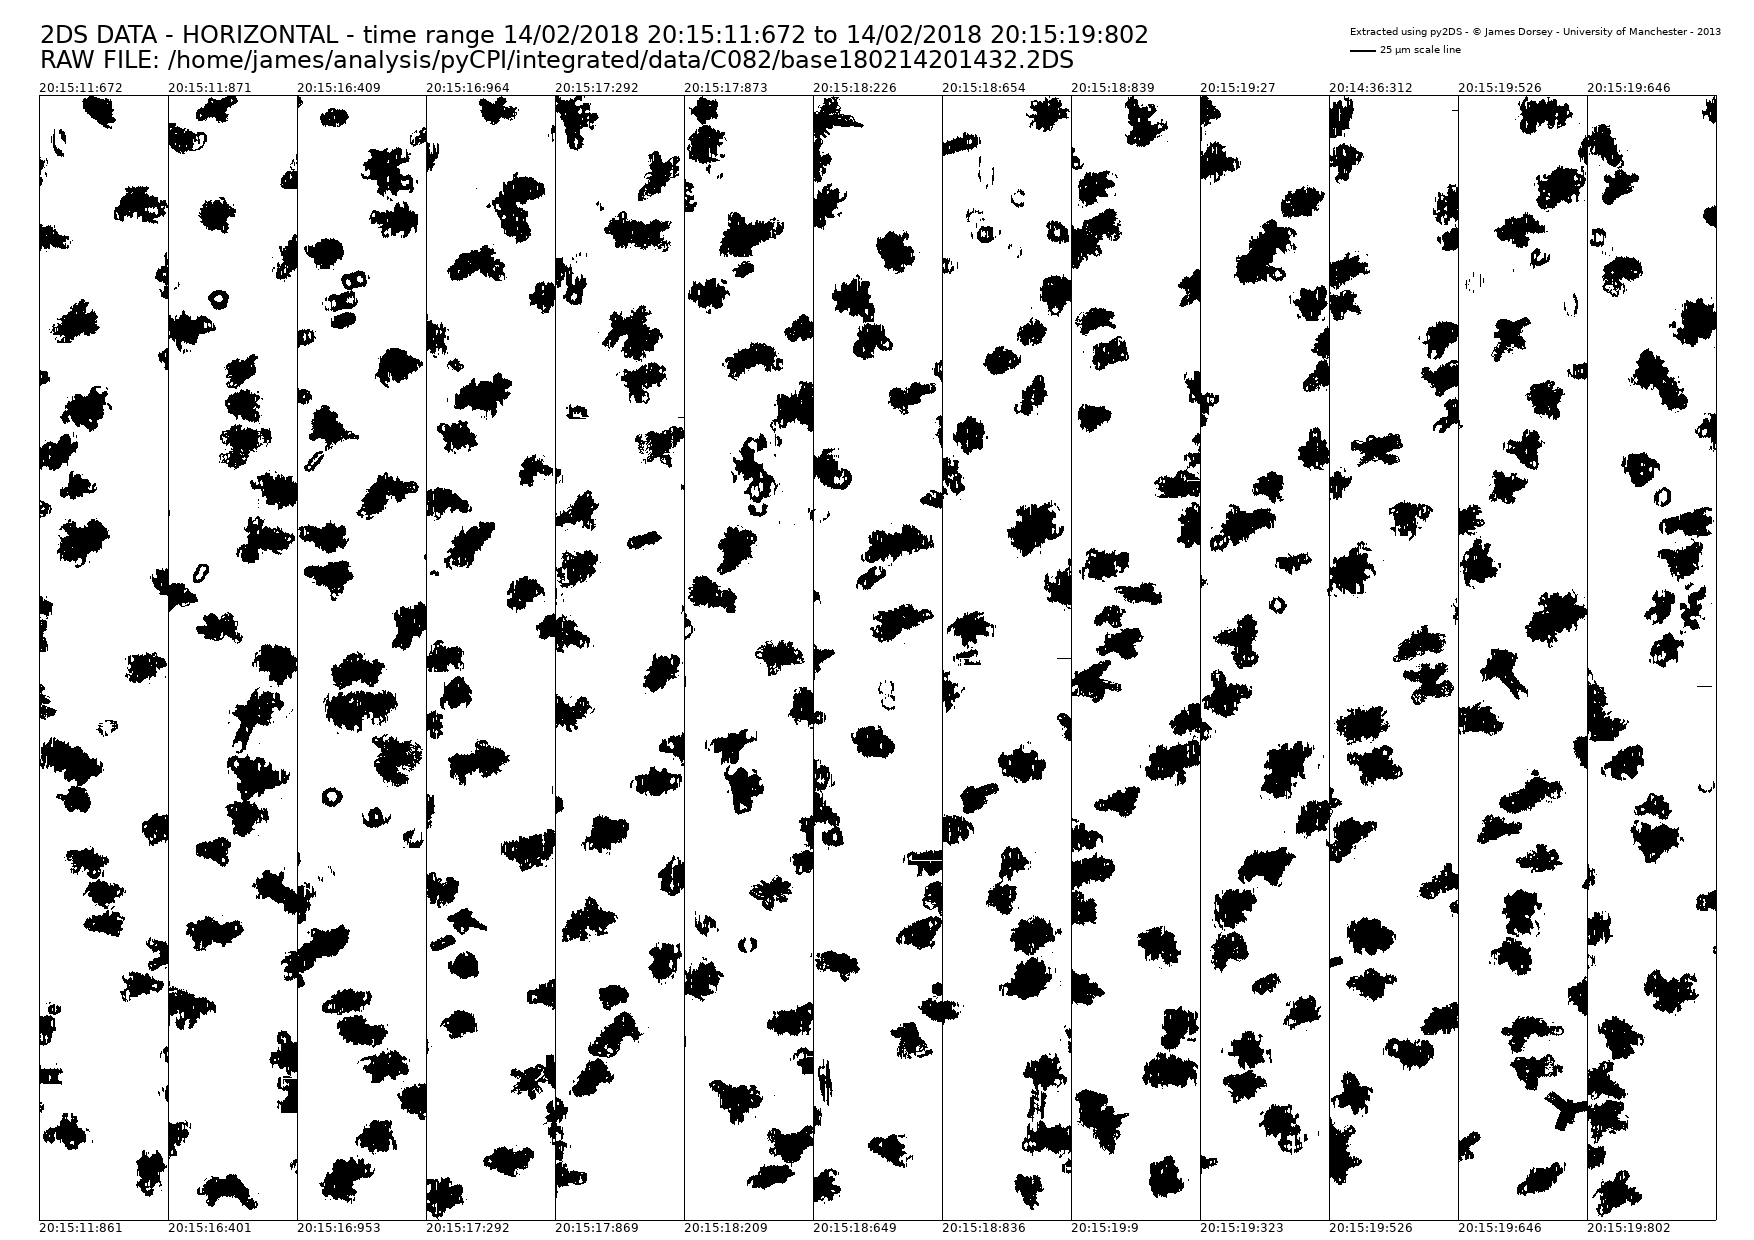 2DS DATA - HORIZONTAL - time range 14/02/2018 20:15:11:672 to 14/02/2018 20:15:19:802
RAW FILE: /home/james/analysis/pyCPI/integrated/data/C082/base180214201432.2DS
Extracted using py2DS - © James Dorsey - University of Manchester - 2013
25 µm scale line
20:15:11:672 20:15:11:871 20:15:16:409 20:15:16:964 20:15:17:292 20:15:17:873 20:15:18:226 20:15:18:654 20:15:18:839 20:15:19:27 20:14:36:312 20:15:19:526 20:15:19:646
20:15:11:861 20:15:16:401 20:15:16:953 20:15:17:292 20:15:17:869 20:15:18:209 20:15:18:649 20:15:18:836 20:15:19:9 20:15:19:323 20:15:19:526 20:15:19:646 20:15:19:802